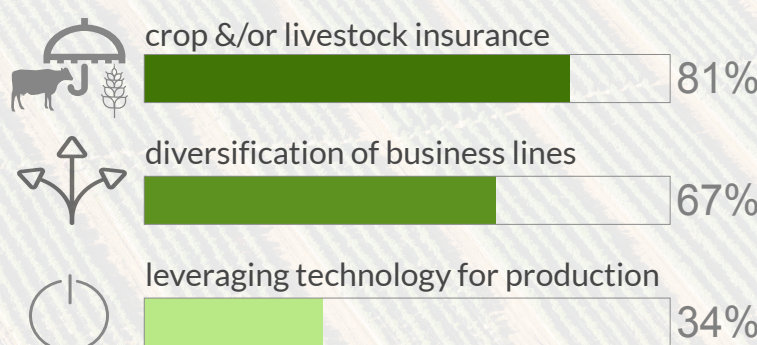 crop &/or livestock insurance
81%
diversification of business lines
67%
leveraging technology for production
34%